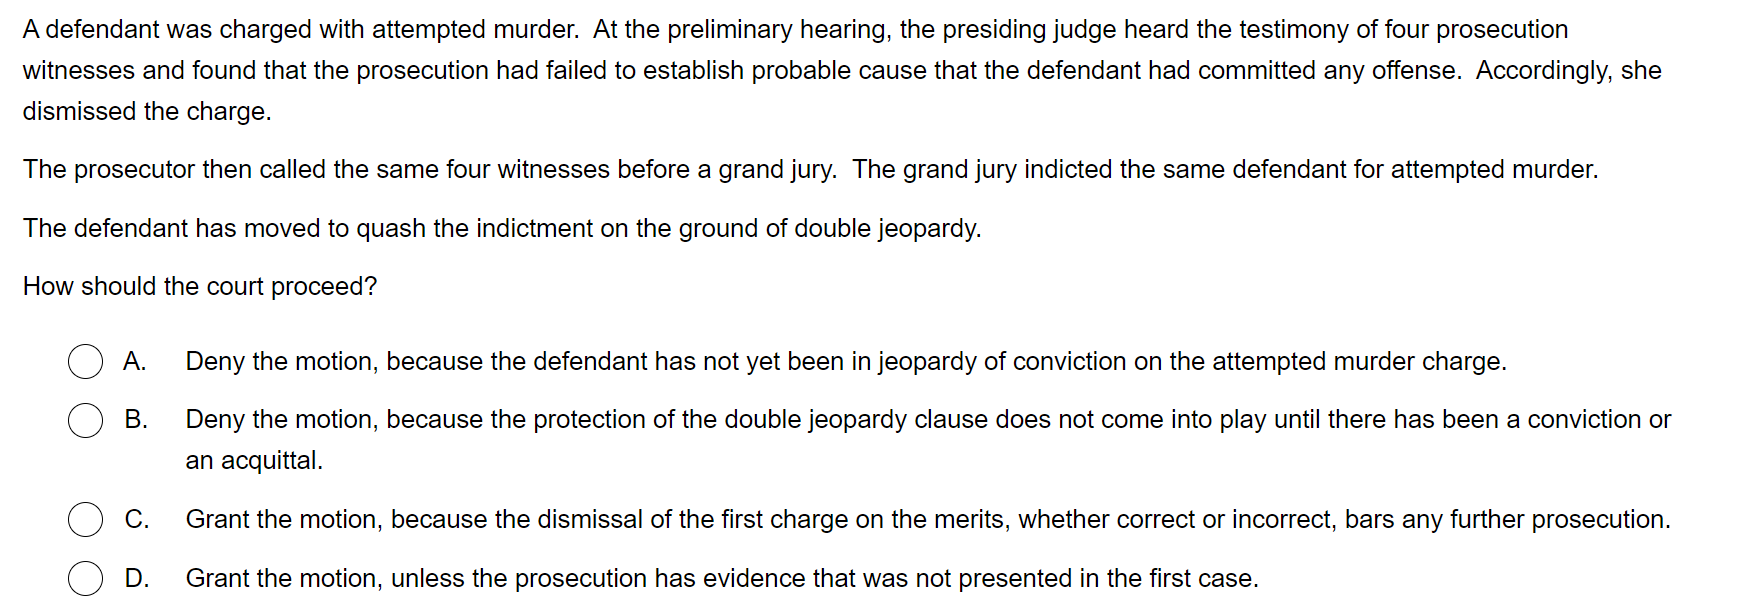 A defendant was charged with attempted murder.  At the preliminary hearing, the presiding judge heard the testimony of four prosecution
witnesses and found that the prosecution had failed to establish probable cause that the defendant had committed any offense.  Accordingly, she
dismissed the charge.
The prosecutor then called the same four witnesses before a grand jury.  The grand jury indicted the same defendant for attempted murder.
The defendant has moved to quash the indictment on the ground of double jeopardy.
How should the court proceed?
A. Deny the motion, because the defendant has not yet been in jeopardy of conviction on the attempted murder charge.
B. Deny the motion, because the protection of the double jeopardy clause does not come into play until there has been a conviction or
an acquittal.
C. Grant the motion, because the dismissal of the first charge on the merits, whether correct or incorrect, bars any further prosecution.
D. Grant the motion, unless the prosecution has evidence that was not presented in the first case.